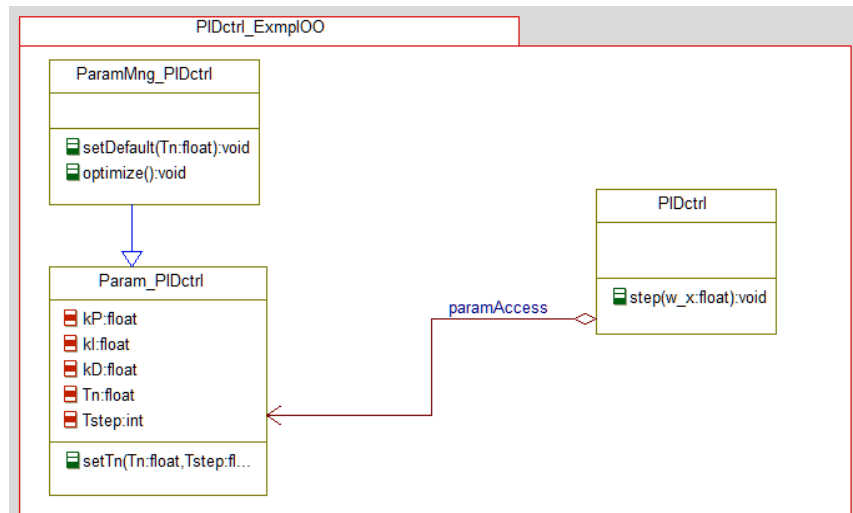 PIDctrl_ExmplOO
ParamMng_PIDctrl
setDefault(Tn:float):void
optimize():void
PIDctrl
step(w_x:float):void
paramAccess
Param_PIDctrl
kP:float
kI:float
kD:float
Tn:float
Tstep:int
setTn(Tn:float,Tstep:fl...